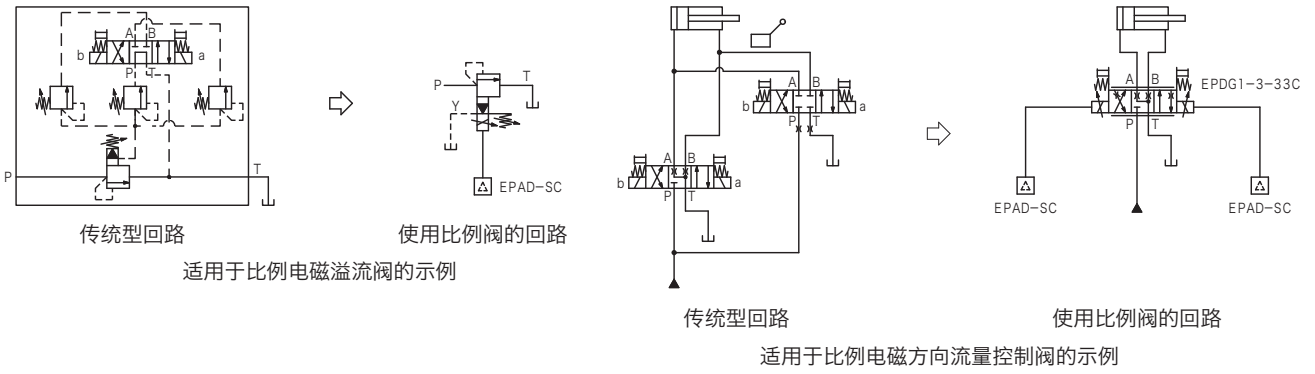 A B
b
a
P T
P
T
传统型回路
P
T
Y
EPAD-SC
使用比例阀的回路
适用于比例电磁溢流阀的示例
A B
b
a
P T
A B
b
a
P T
传统型回路
A B
EPDG1-3-33C
P T
EPAD-SC
EPAD-SC
使用比例阀的回路
适用于比例电磁方向流量控制阀的示例